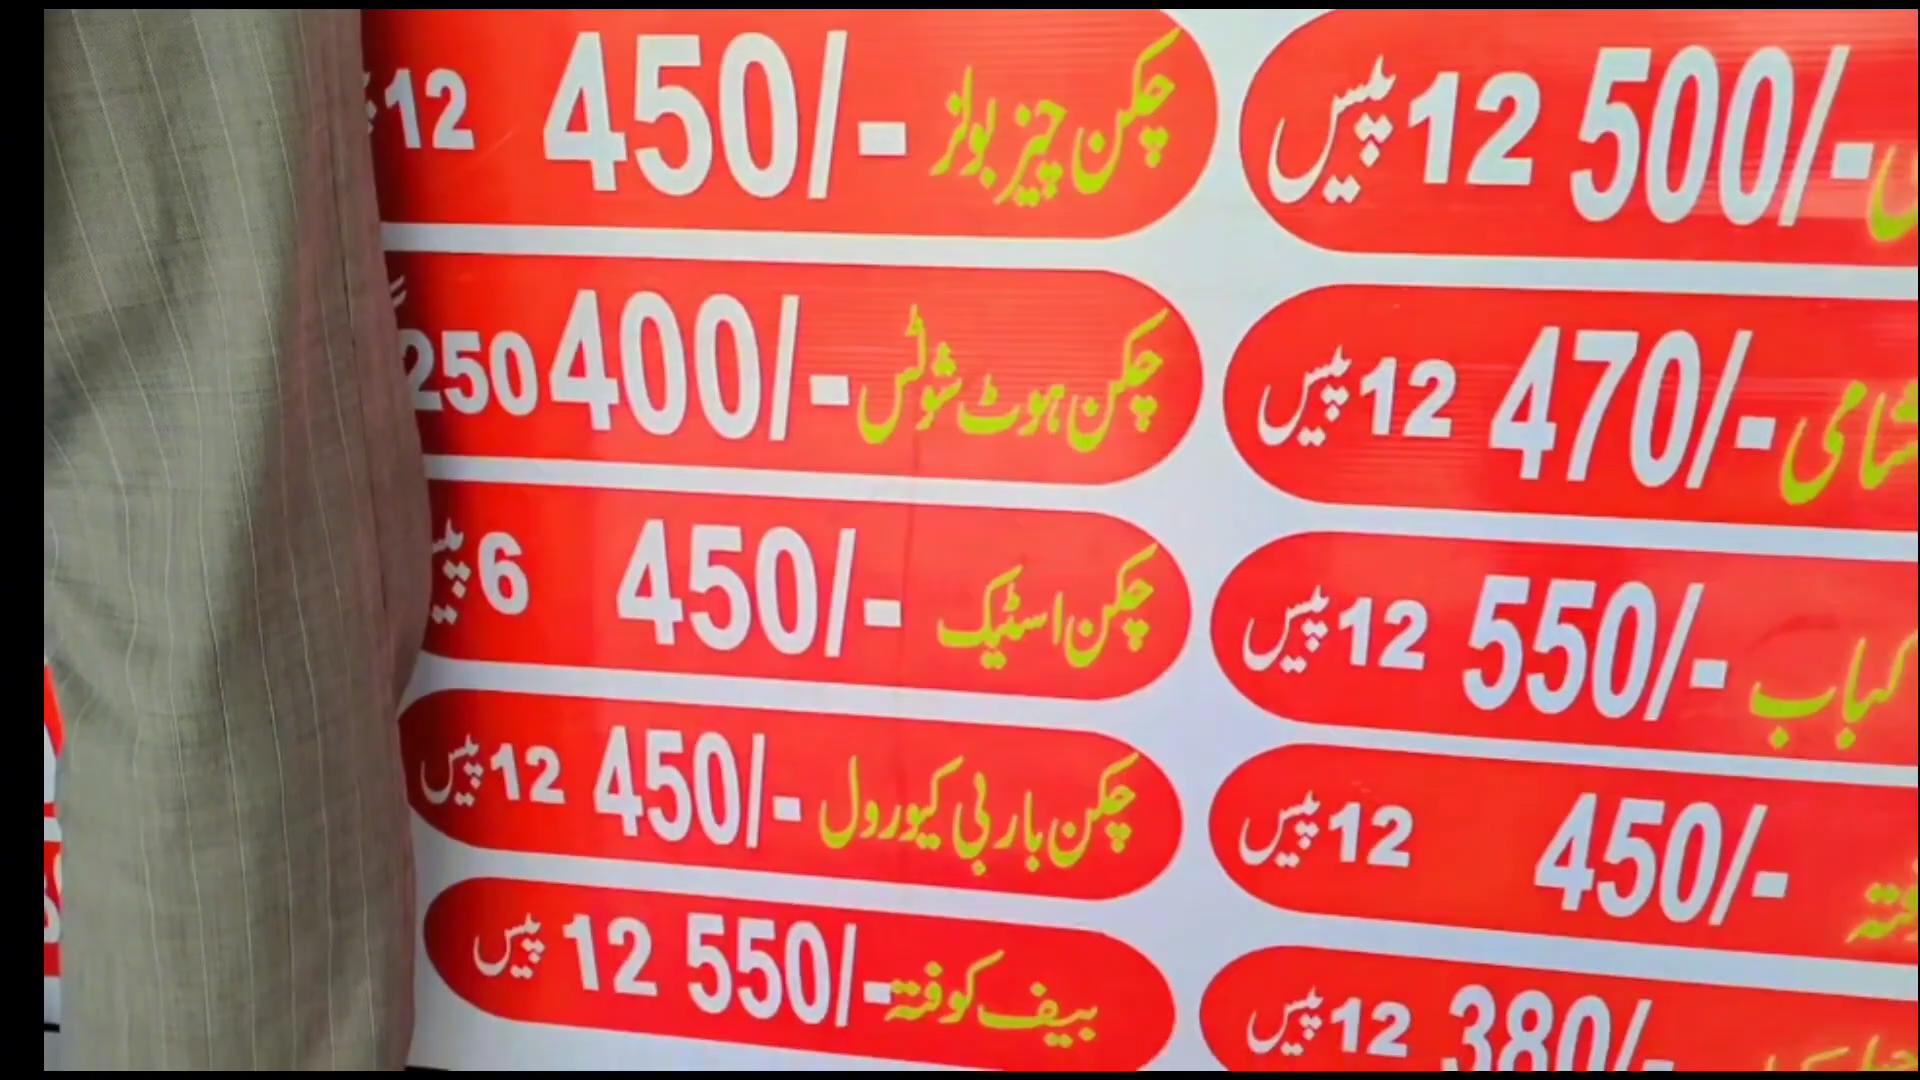 چکن چیز بولز 450/- 12
چکن ہوٹ شوٹس 400/- 250
چکن اسٹیک 450/- 6
چکن بار بی کیو رول 450/- 12 پیس
بیف کوفتہ 550/- 12 پیس
500/- 12 پیس
شامی 470/- 12 پیس
کباب 550/- 12 پیس
450/- 12 پیس
380/- 12 پیس